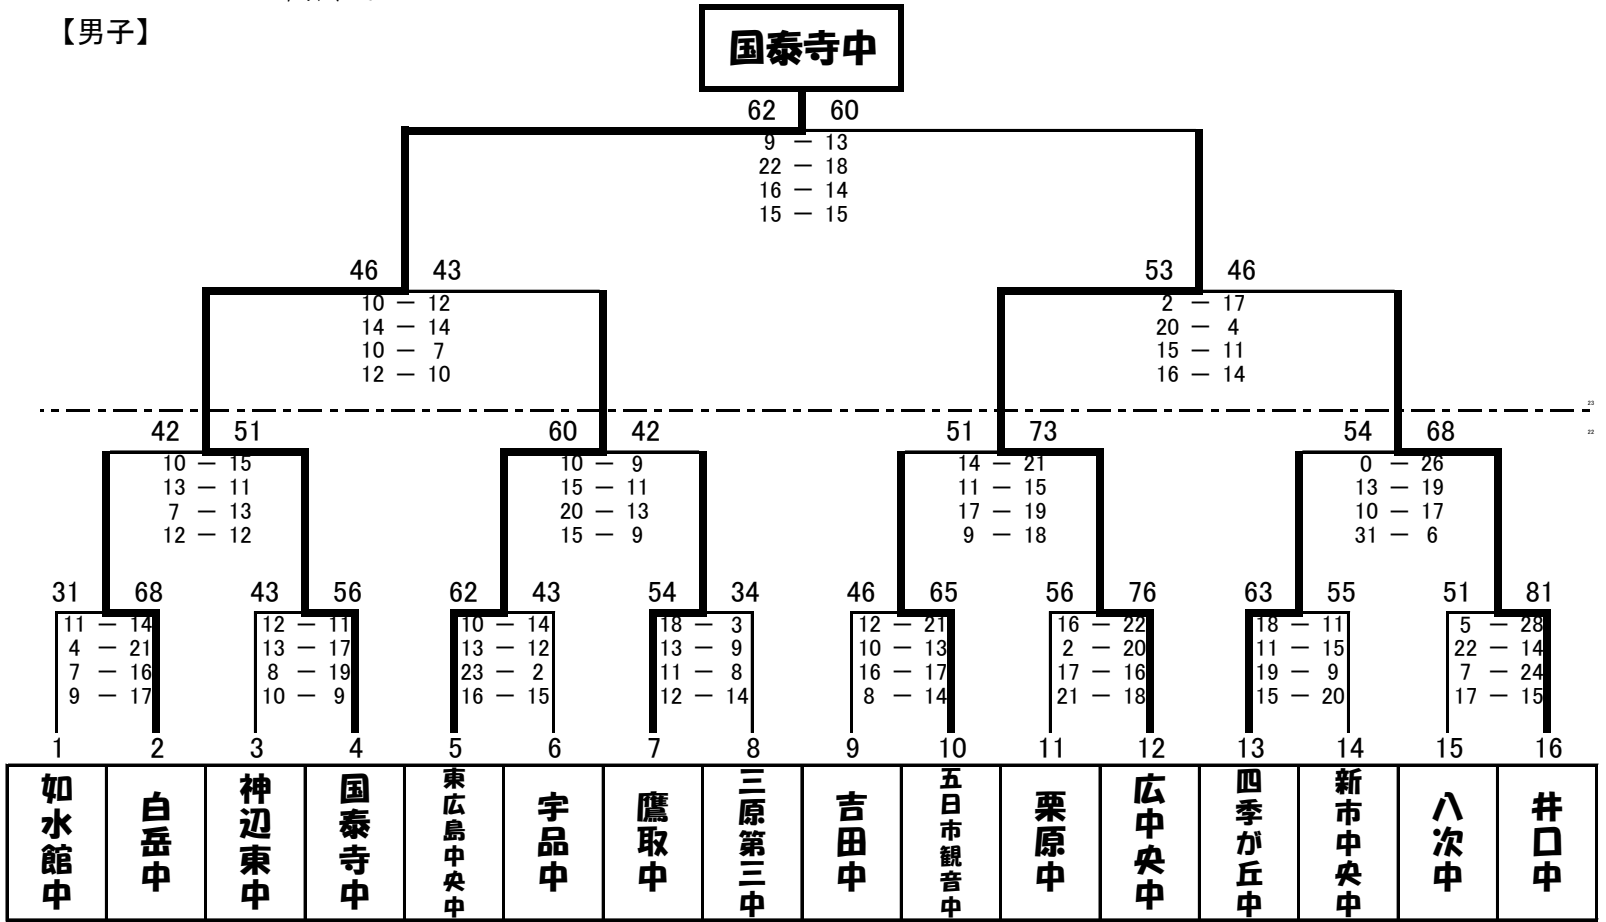 【男子】
国泰寺中
62 60
9 － 13
22 － 18
16 － 14
15 － 15
46 43 53 46
10 － 12 2 － 17
14 － 14 20 － 4
10 － 7 15 － 11
12 － 10 16 － 14
23
42 51 60 42 51 73 54 68
22
10 － 15 10 － 9 14 － 21 0 － 26
13 － 11 15 － 11 11 － 15 13 － 19
7 － 13 20 － 13 17 － 19 10 － 17
12 － 12 15 － 9 9 － 18 31 － 6
31 68 43 56 62 43 54 34 46 65 56 76 63 55 51 81
11 － 14 12 － 11 10 － 14 18 － 3 12 － 21 16 － 22 18 － 11 5 － 28
4 － 21 13 － 17 13 － 12 13 － 9 10 － 13 2 － 20 11 － 15 22 － 14
7 － 16 8 － 19 23 － 2 11 － 8 16 － 17 17 － 16 19 － 9 7 － 24
9 － 17 10 － 9 16 － 15 12 － 14 8 － 14 21 － 18 15 － 20 17 － 15
1 2 3 4 5 6 7 8 9 10 11 12 13 14 15 16
如水館中
白岳中
神辺東中
国泰寺中
東広島中央中
宇品中
鷹取中
三原第三中
吉田中
五日市観音中
栗原中
広中央中
四季が丘中
新市中央中
八次中
井口中